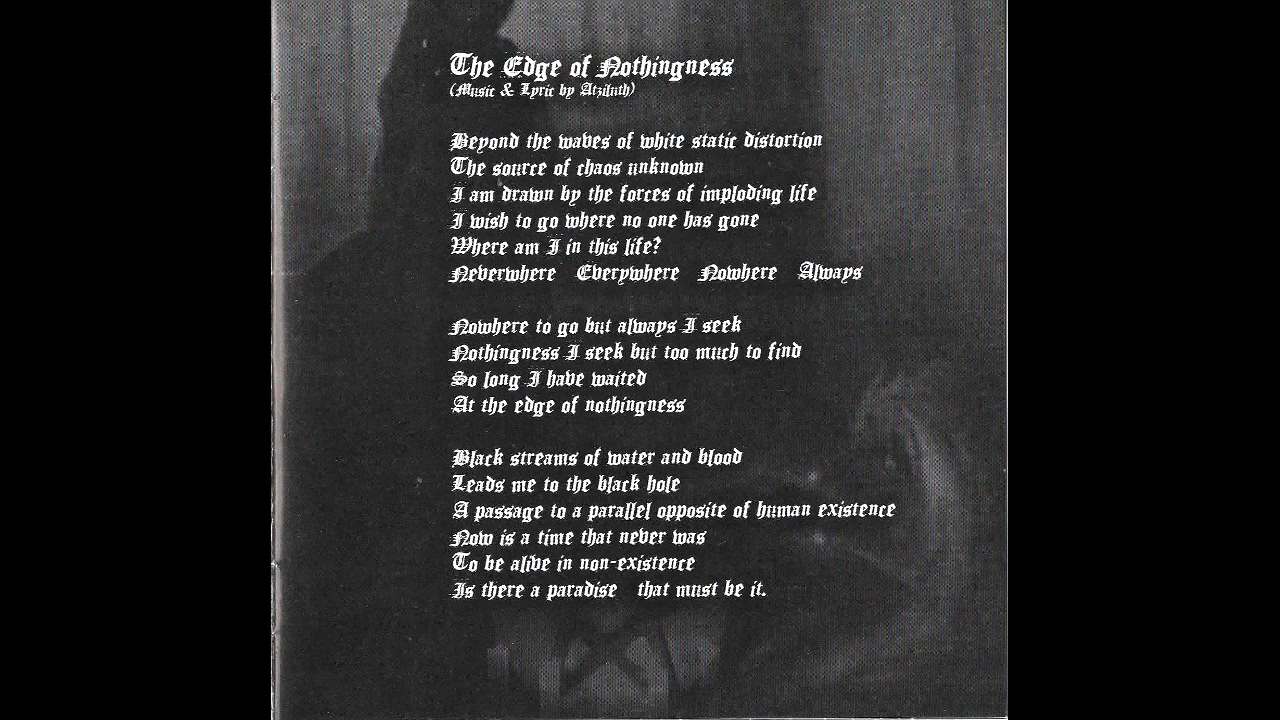 The Edge of Nothingness
(Music & Lyric by Atziluth)
Beyond the waves of white static distortion
The source of chaos unknown
I am drawn by the forces of imploding life
I wish to go where no one has gone
Where am I in this life?
Neverwhere Everywhere Nowhere Always
Nowhere to go but always I seek
Nothingness I seek but too much to find
So long I have waited
At the edge of nothingness
Black streams of water and blood
Leads me to the black hole
A passage to a parallel opposite of human existence
Now is a time that never was
To be alive in non-existence
Is there a paradise that must be it.